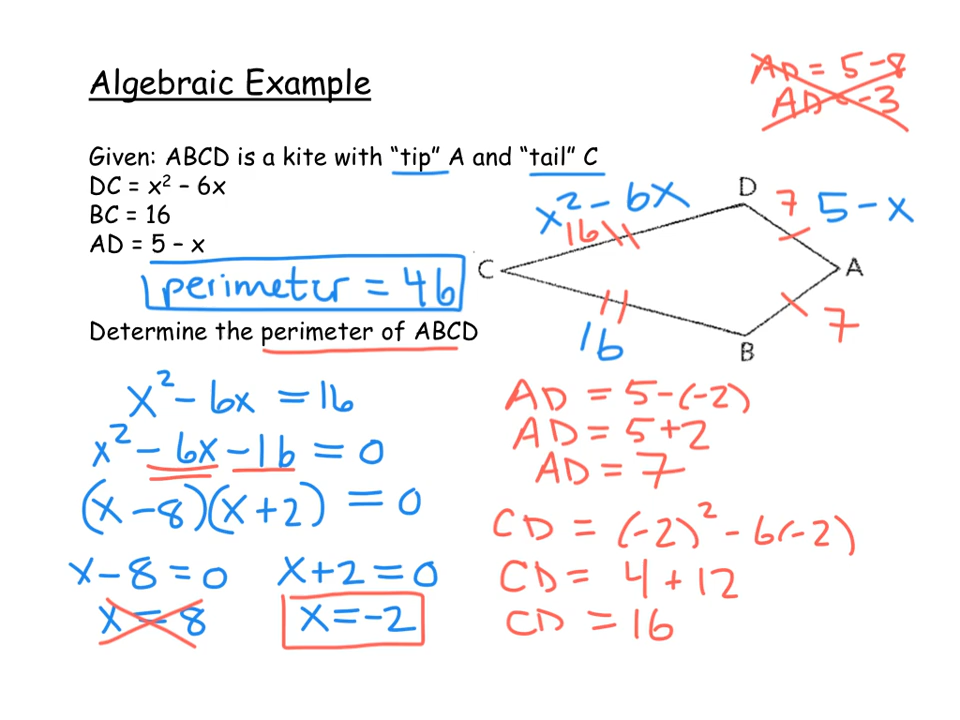 Algebraic Example
AD = 5 - 8
AD = -3
Given: ABCD is a kite with “tip” A and “tail” C
DC = x² – 6x
BC = 16
AD = 5 – x
perimeter = 46
Determine the perimeter of ABCD
D
x² - 6x
7
5 - x
16
C
A
16
7
B
x² - 6x = 16
x² - 6x - 16 = 0
(x - 8)(x + 2) = 0
x - 8 = 0
x + 2 = 0
x = 8
x = -2
AD = 5 - (-2)
AD = 5 + 2
AD = 7
CD = (-2)² - 6(-2)
CD = 4 + 12
CD = 16